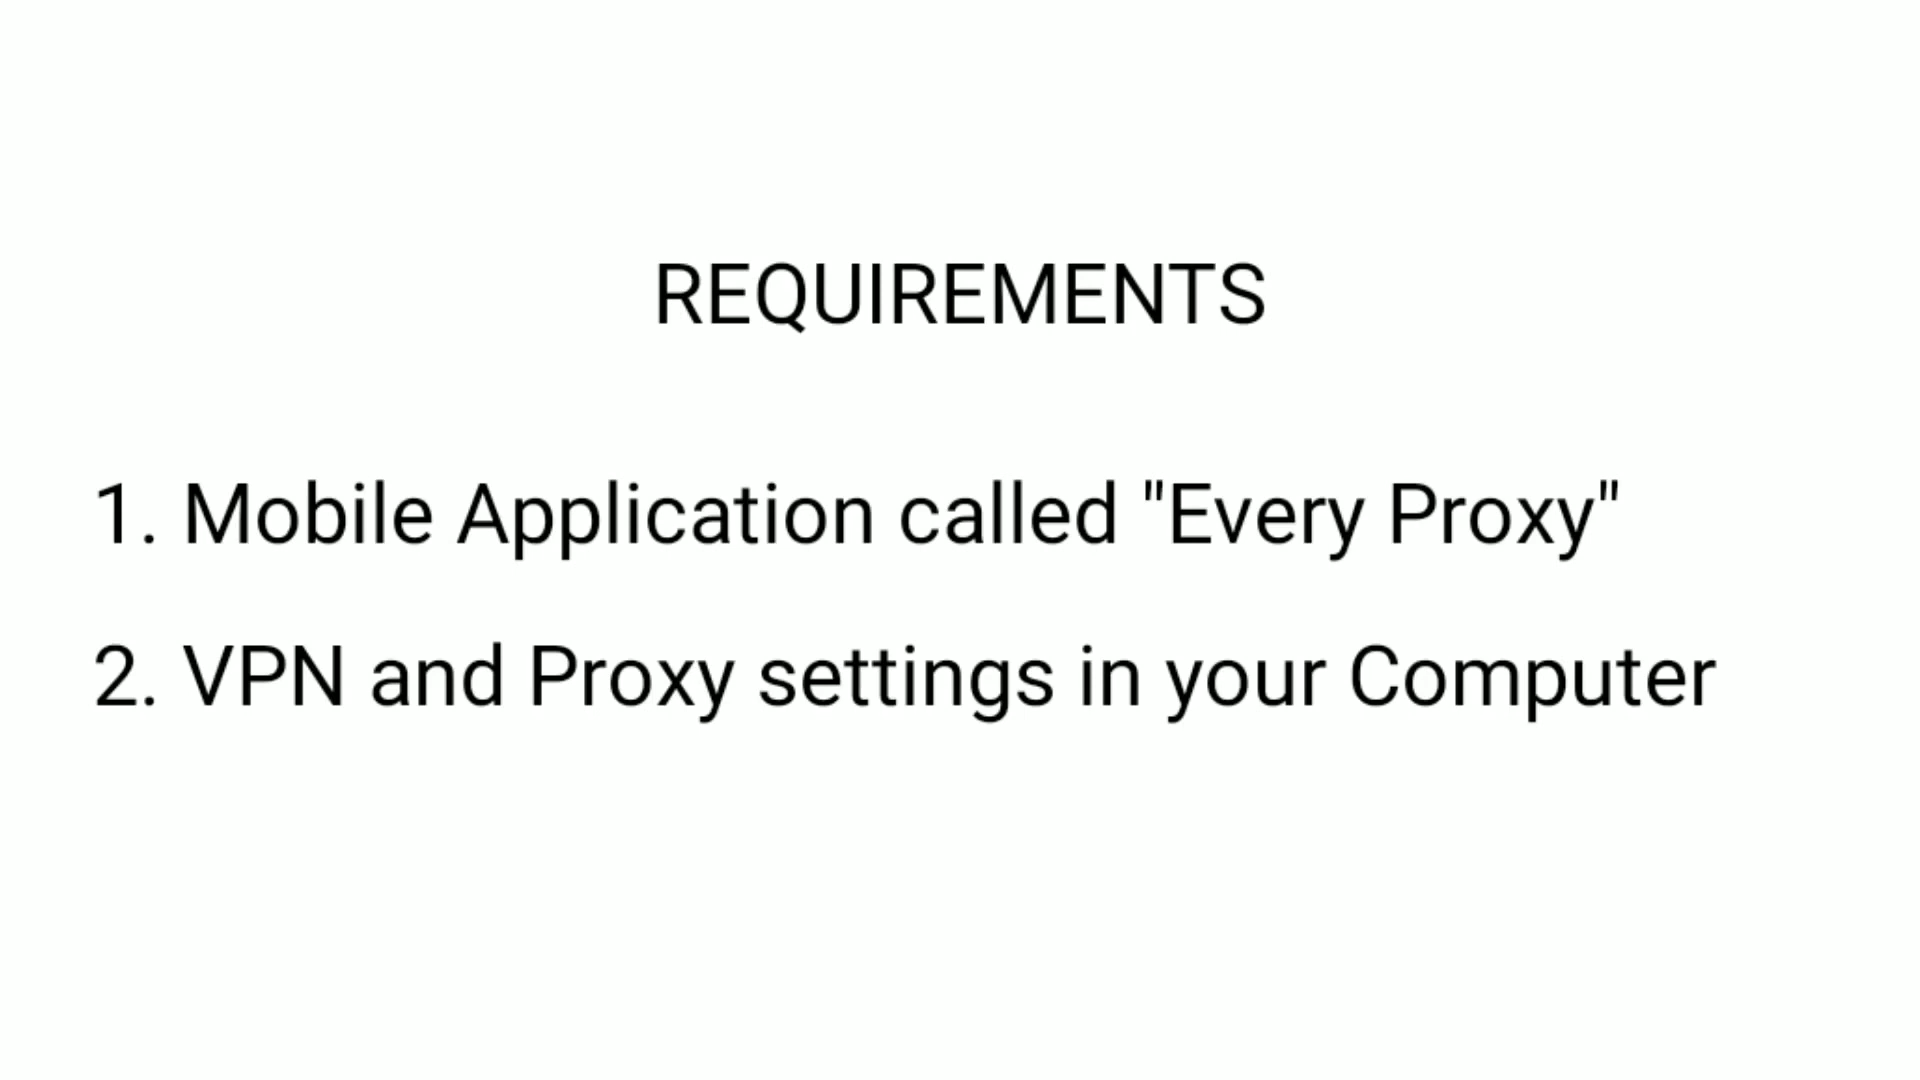 REQUIREMENTS
1. Mobile Application called "Every Proxy"
2. VPN and Proxy settings in your Computer